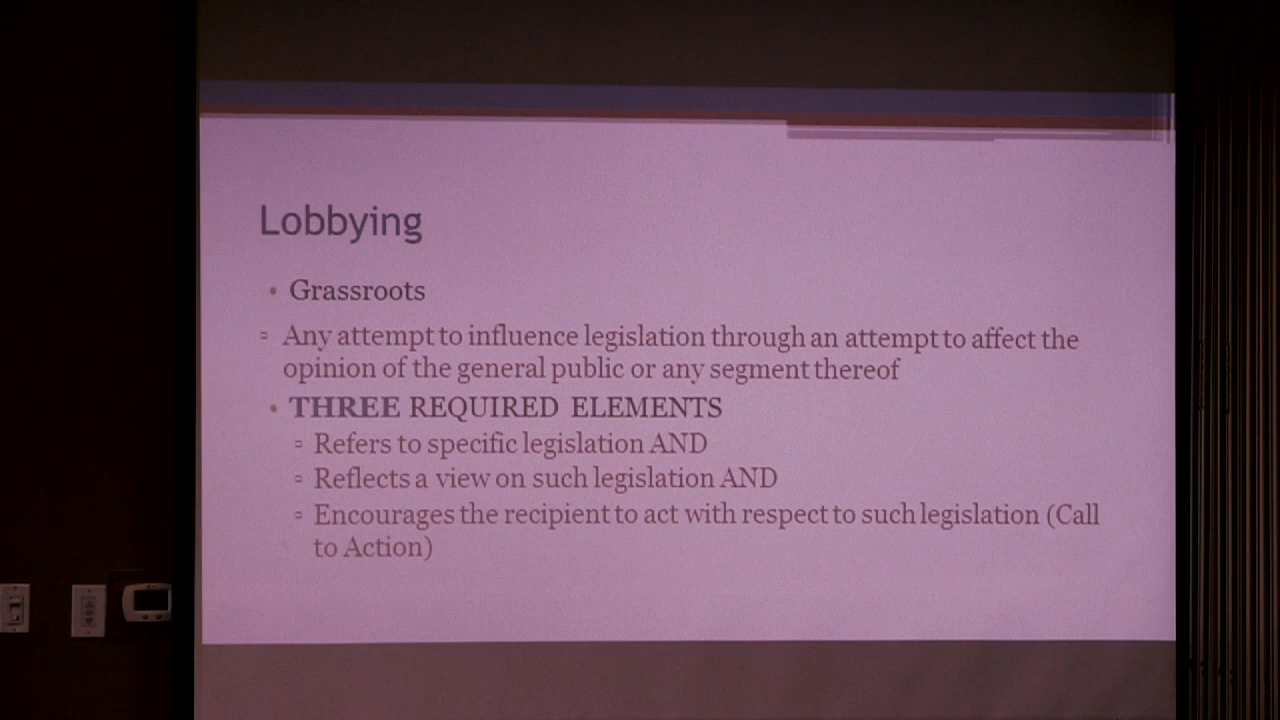 Lobbying
Grassroots
Any attempt to influence legislation through an attempt to affect the
opinion of the general public or any segment thereof
THREE REQUIRED ELEMENTS
Refers to specific legislation AND
Reflects a view on such legislation AND
Encourages the recipient to act with respect to such legislation (Call
to Action)